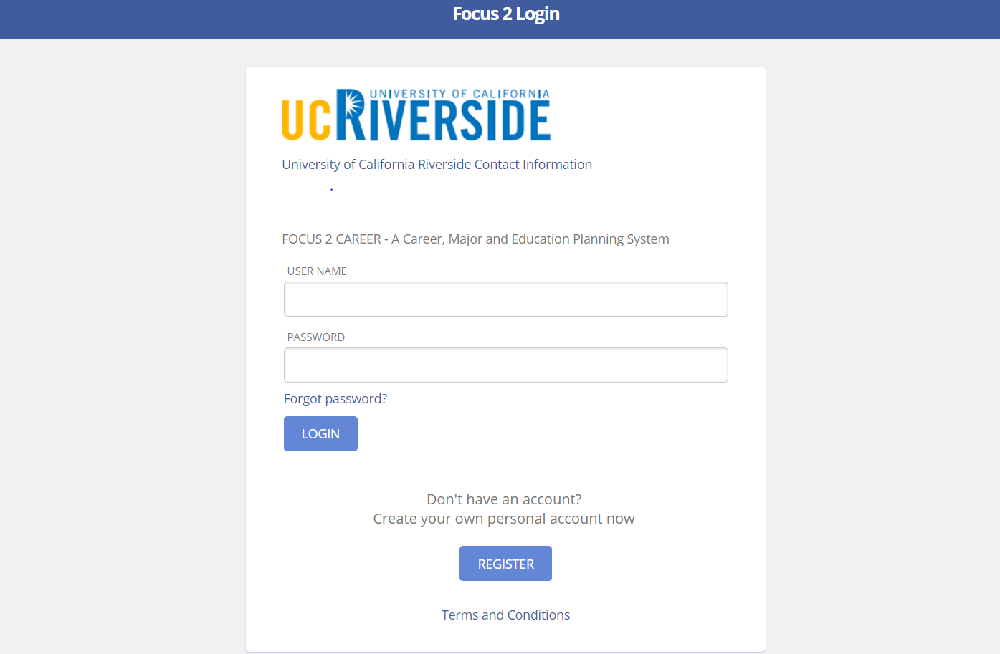 Focus 2 Login
UNIVERSITY OF CALIFORNIA
UCRIVERSIDE
University of California Riverside Contact Information
.
FOCUS 2 CAREER - A Career, Major and Education Planning System
USER NAME
PASSWORD
Forgot password?
LOGIN
Don't have an account?
Create your own personal account now
REGISTER
Terms and Conditions